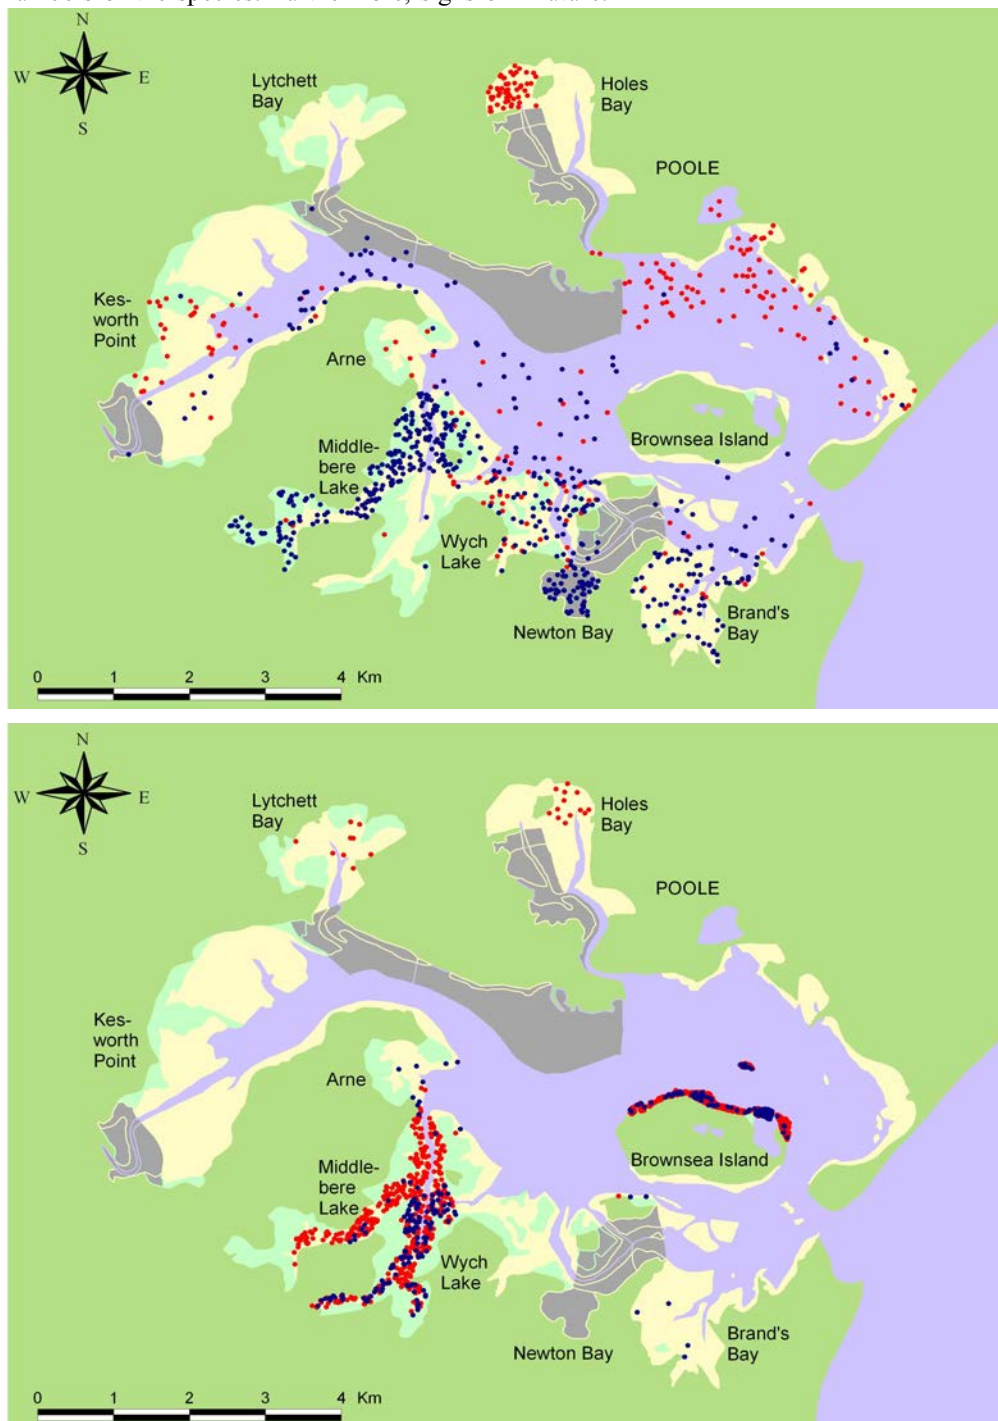 N
W E
S
Lytchett
Bay
Holes
Bay
POOLE
Kes-
worth
Point
Arne
Brownsea Island
Middle-
bere
Lake
Wych
Lake
Newton Bay
Brand's
Bay
0 1 2 3 4 Km
N
W E
S
Lytchett
Bay
Holes
Bay
POOLE
Kes-
worth
Point
Arne
Brownsea Island
Middle-
bere
Lake
Wych
Lake
Newton Bay
Brand's
Bay
0 1 2 3 4 Km